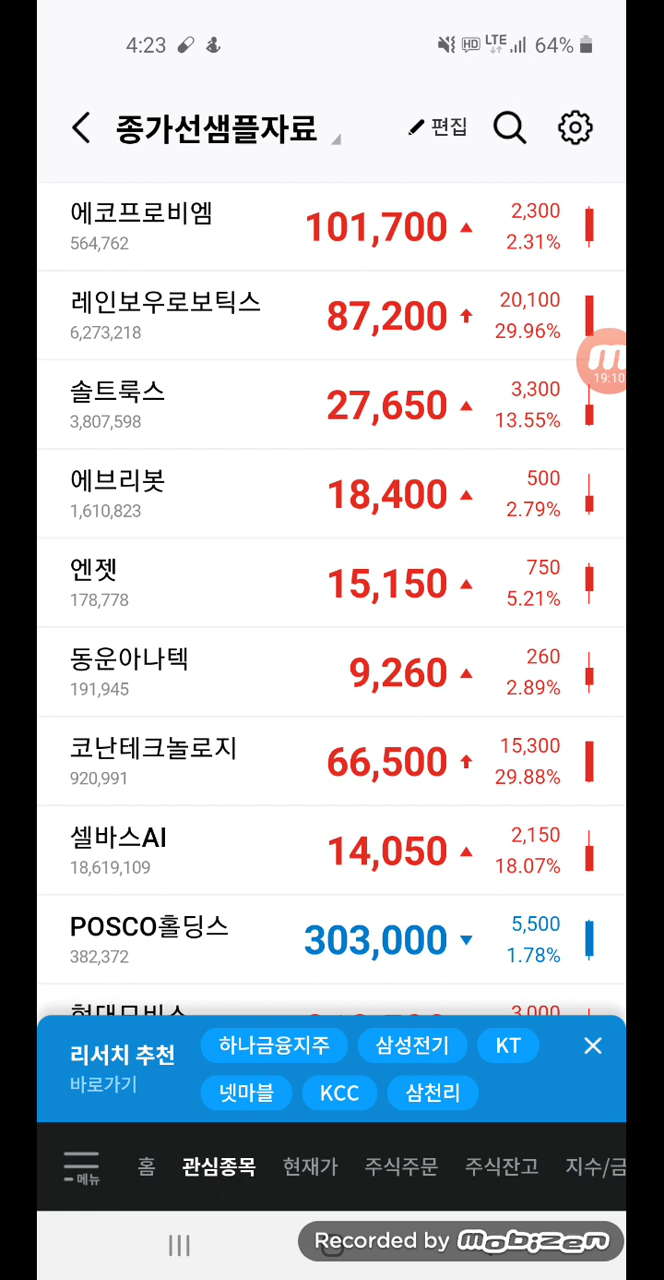 4:23 HD LTE 64%
종가선샘플자료 편집
에코프로비엠 101,700 2,300
564,762 2.31%
레인보우로보틱스 87,200 20,100
6,273,218 29.96%
19:10
솔트룩스 27,650 3,300
3,807,598 13.55%
에브리봇 18,400 500
1,610,823 2.79%
엔젯 15,150 750
178,778 5.21%
동운아나텍 9,260 260
191,945 2.89%
코난테크놀로지 66,500 15,300
920,991 29.88%
셀바스AI 14,050 2,150
18,619,109 18.07%
POSCO홀딩스 303,000 5,500
382,372 1.78%
현대모비스 3,000
리서치 추천 하나금융지주 삼성전기 KT
바로가기 넷마블 KCC 삼천리
메뉴 홈 관심종목 현재가 주식주문 주식잔고 지수/금
Recorded by mobizen